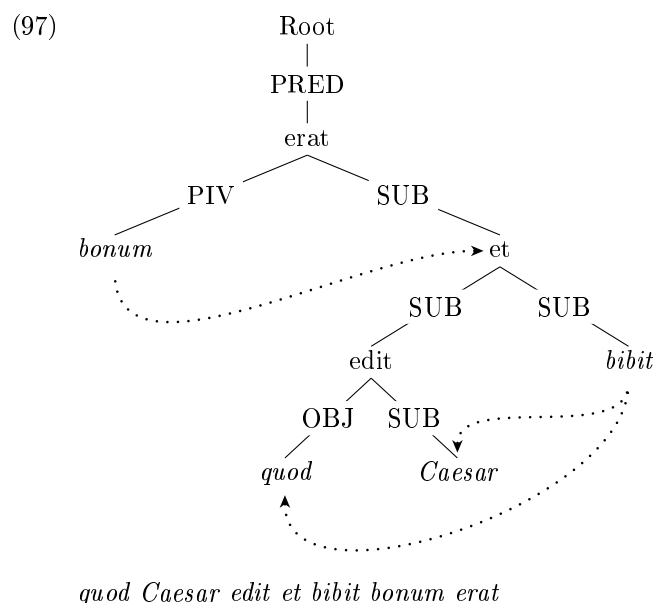 (97) Root
PRED
erat
PIV SUB
bonum et
SUB SUB
edit bibit
OBJ SUB
quod Caesar
quod Caesar edit et bibit bonum erat